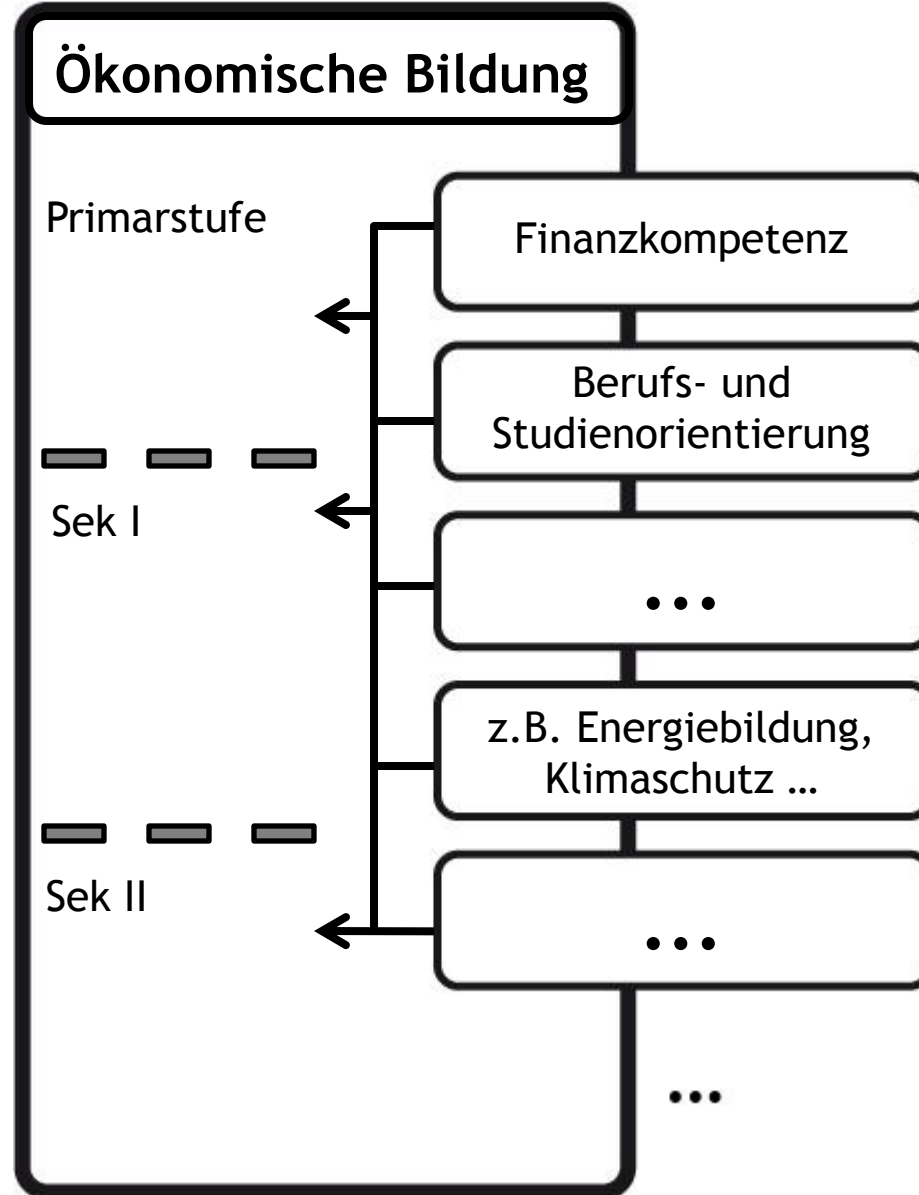 Ökonomische Bildung
Primarstufe
Finanzkompetenz
Berufs- und
Studienorientierung
Sek I
...
z.B. Energiebildung,
Klimaschutz …
Sek II
...
...